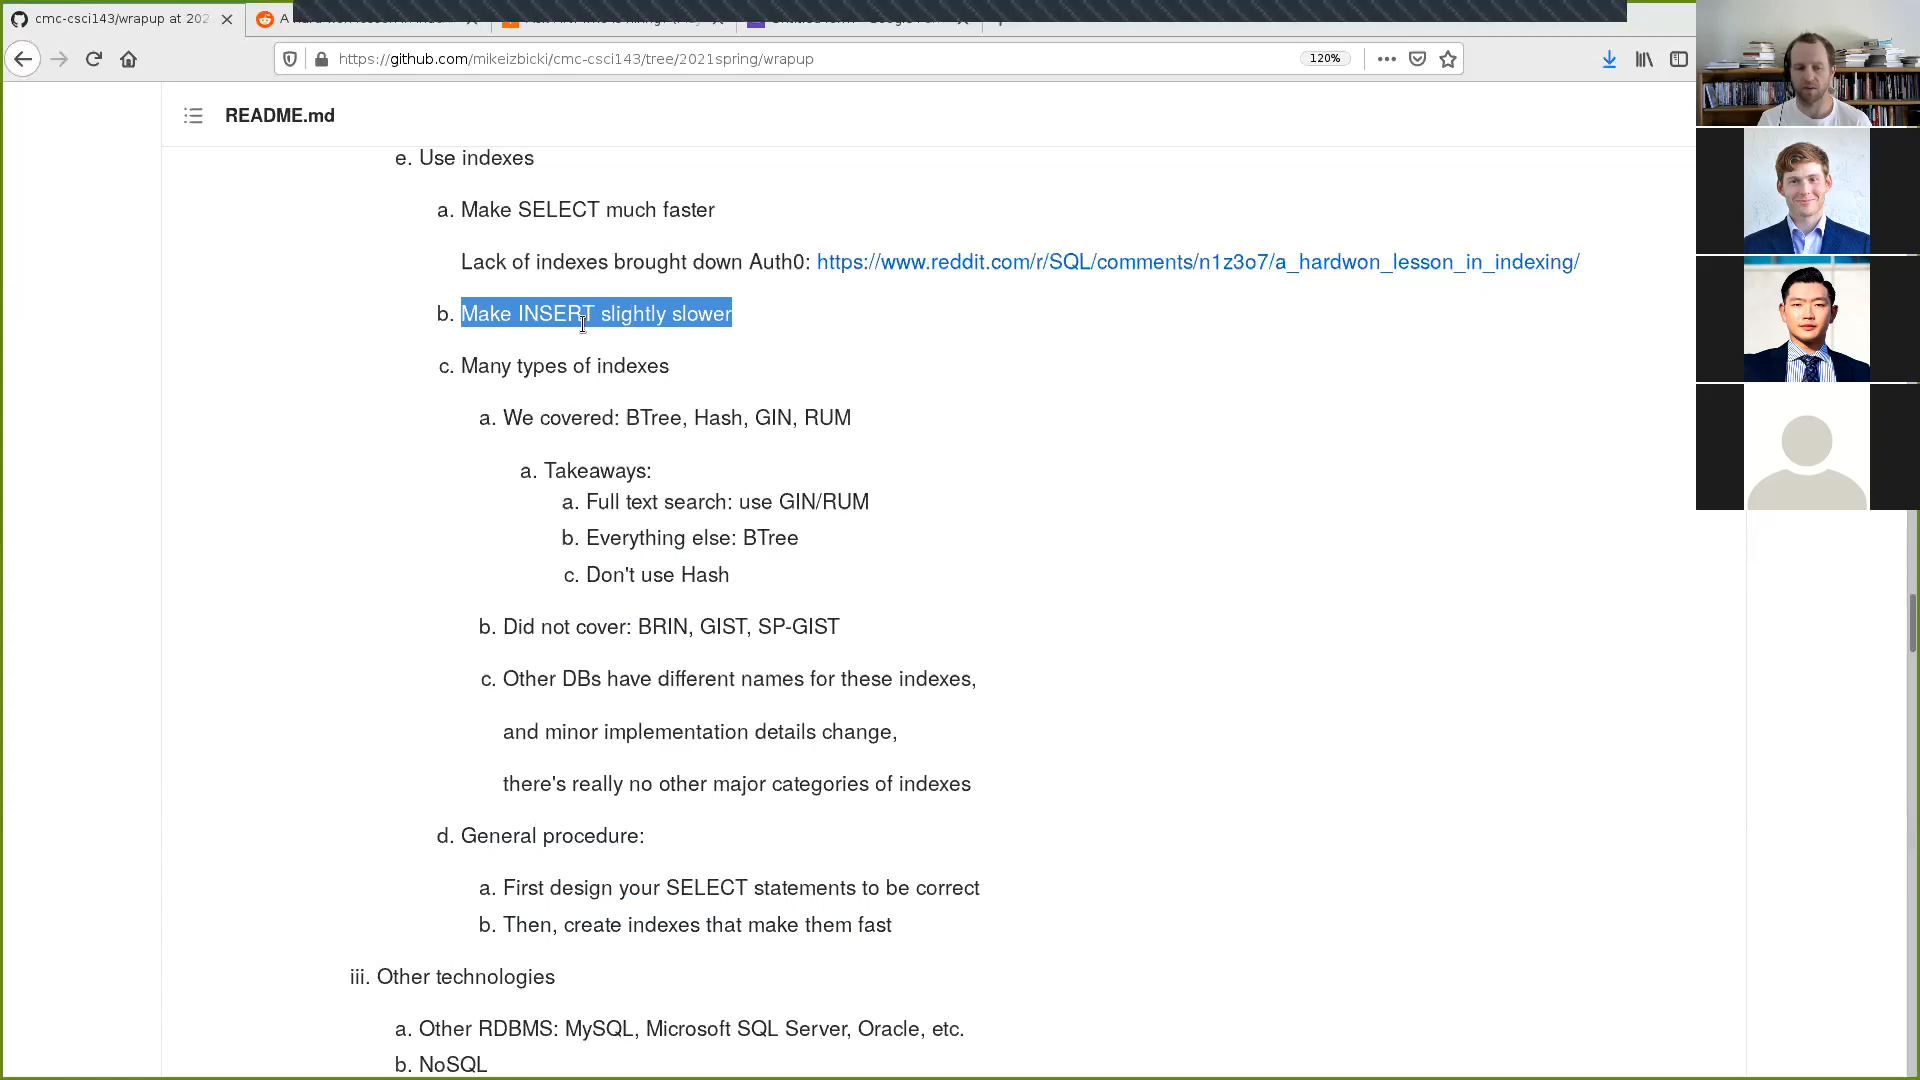 cmc-csci143/wrapup at 202
https://github.com/mikeizbicki/cmc-csci143/tree/2021spring/wrapup
120%
README.md
e. Use indexes
a. Make SELECT much faster
Lack of indexes brought down Auth0: https://www.reddit.com/r/SQL/comments/n1z3o7/a_hardwon_lesson_in_indexing/
b. Make INSERT slightly slower
c. Many types of indexes
a. We covered: BTree, Hash, GIN, RUM
a. Takeaways:
a. Full text search: use GIN/RUM
b. Everything else: BTree
c. Don't use Hash
b. Did not cover: BRIN, GIST, SP-GIST
c. Other DBs have different names for these indexes,
and minor implementation details change,
there's really no other major categories of indexes
d. General procedure:
a. First design your SELECT statements to be correct
b. Then, create indexes that make them fast
iii. Other technologies
a. Other RDBMS: MySQL, Microsoft SQL Server, Oracle, etc.
b. NoSQL